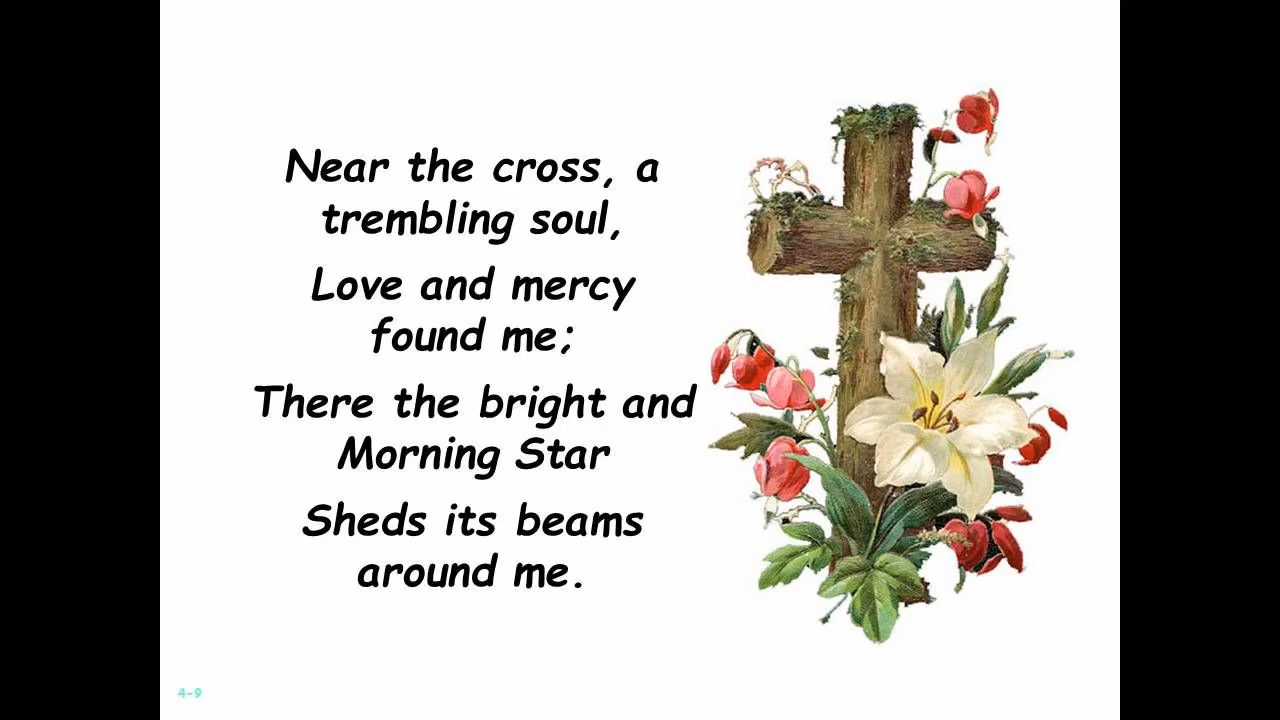 Near the cross, a
trembling soul,
Love and mercy
found me;
There the bright and
Morning Star
Sheds its beams
around me.
4-9